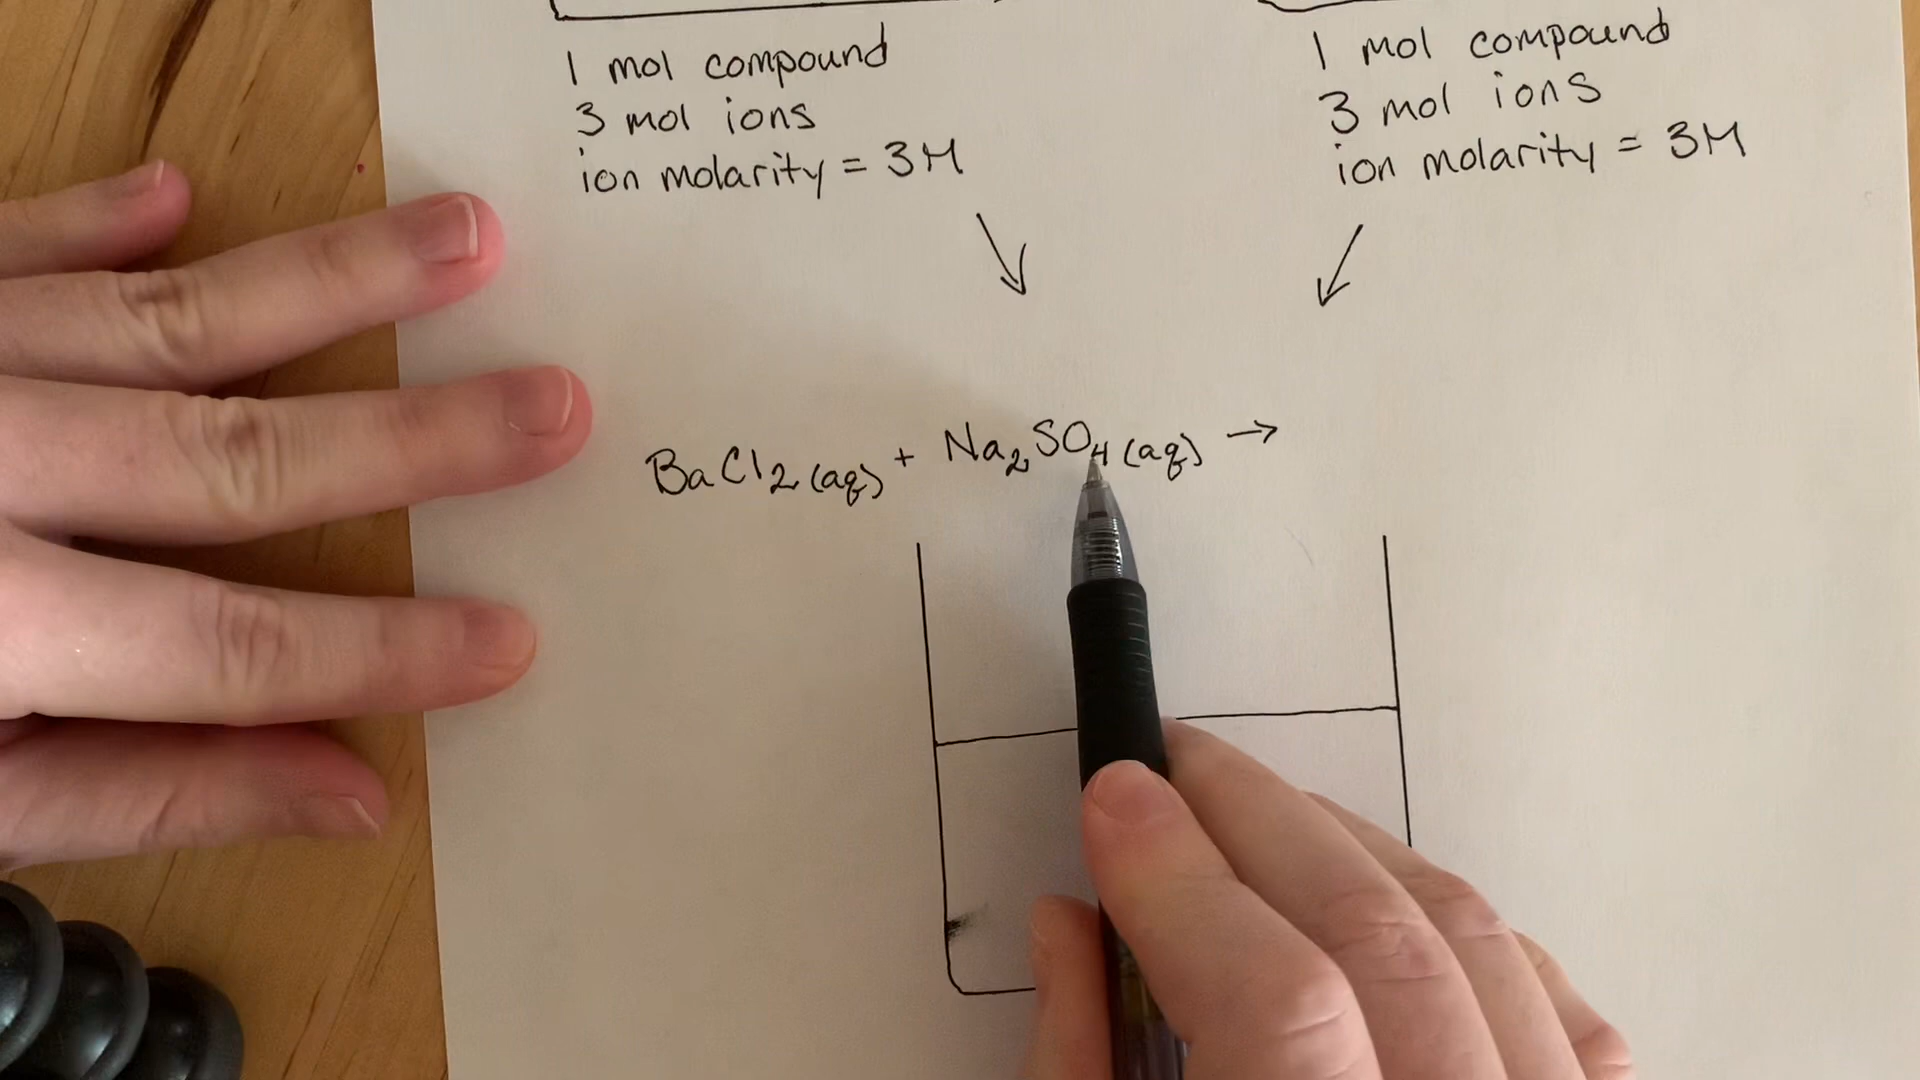 1 mol compound
3 mol ions
ion molarity = 3M
1 mol compound
3 mol ions
ion molarity = 3M
BaCl₂(aq) + Na₂SO₄(aq) →